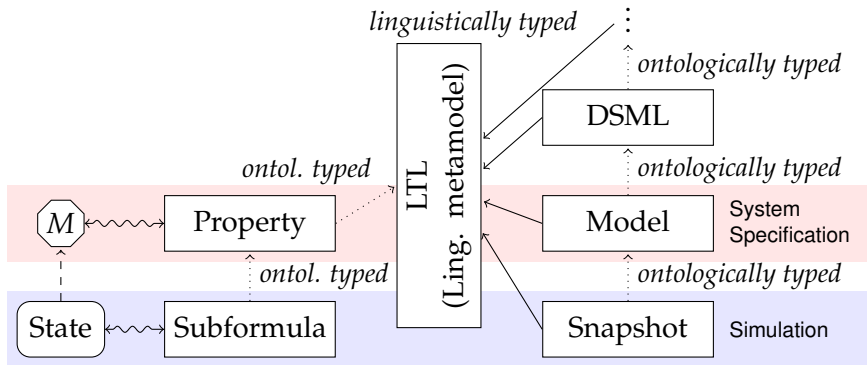 linguistically typed
⋮
ontologically typed
DSML
LTL
(Ling. metamodel)
ontol. typed
ontologically typed
M
Property
Model
System
Specification
ontol. typed
ontologically typed
State
Subformula
Snapshot
Simulation